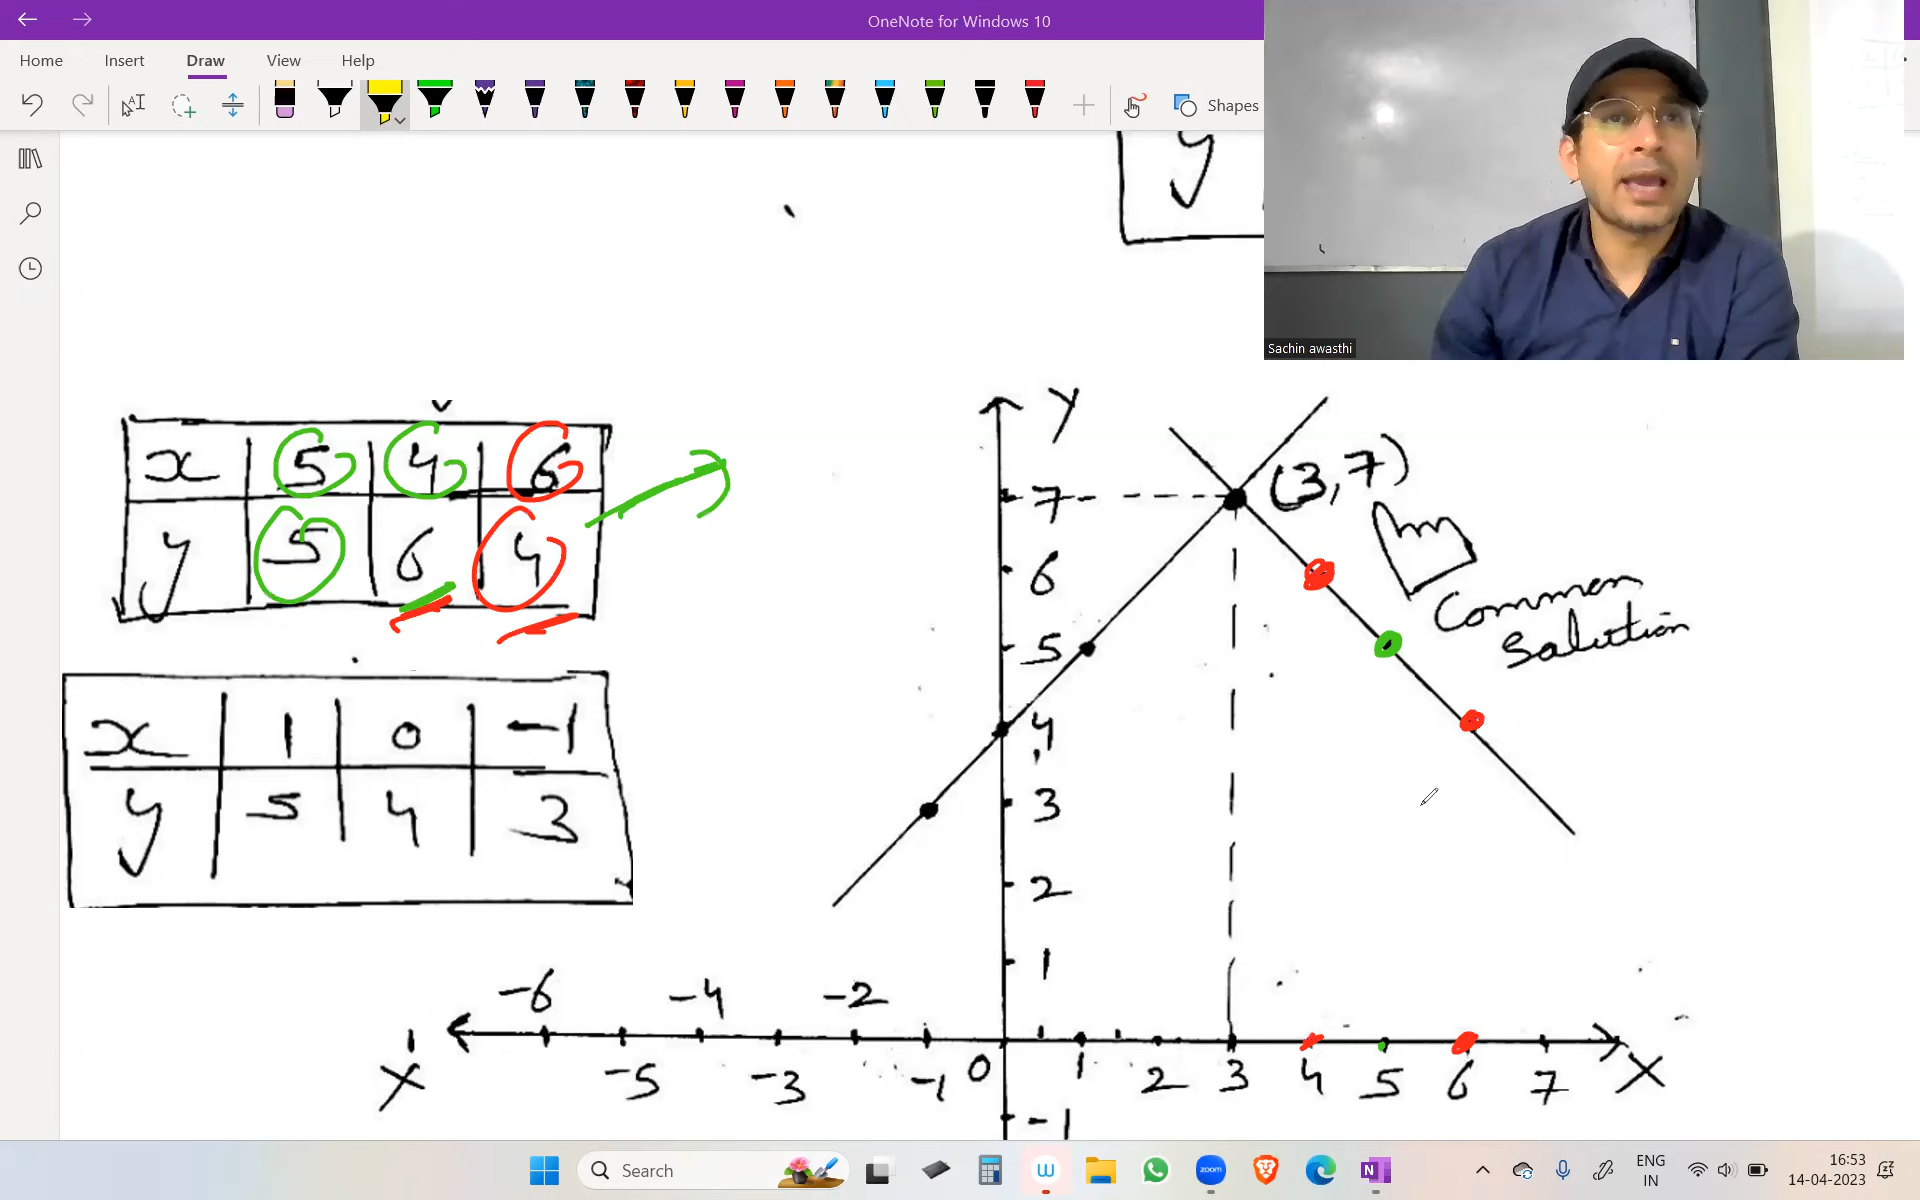 OneNote for Windows 10
Home Insert Draw View Help
Shapes
y
Sachin awasthi
x 5 4 6
y 5 6 4
x 1 0 -1
y 5 4 3
Y
(3,7)
Common
Solution
7
6
5
4
3
2
1
-6 -4 -2
-5 -3 -1 0 1 2 3 4 5 6 7
X X
-1
Search
W
zoom
N
ENG
IN
16:53
14-04-2023